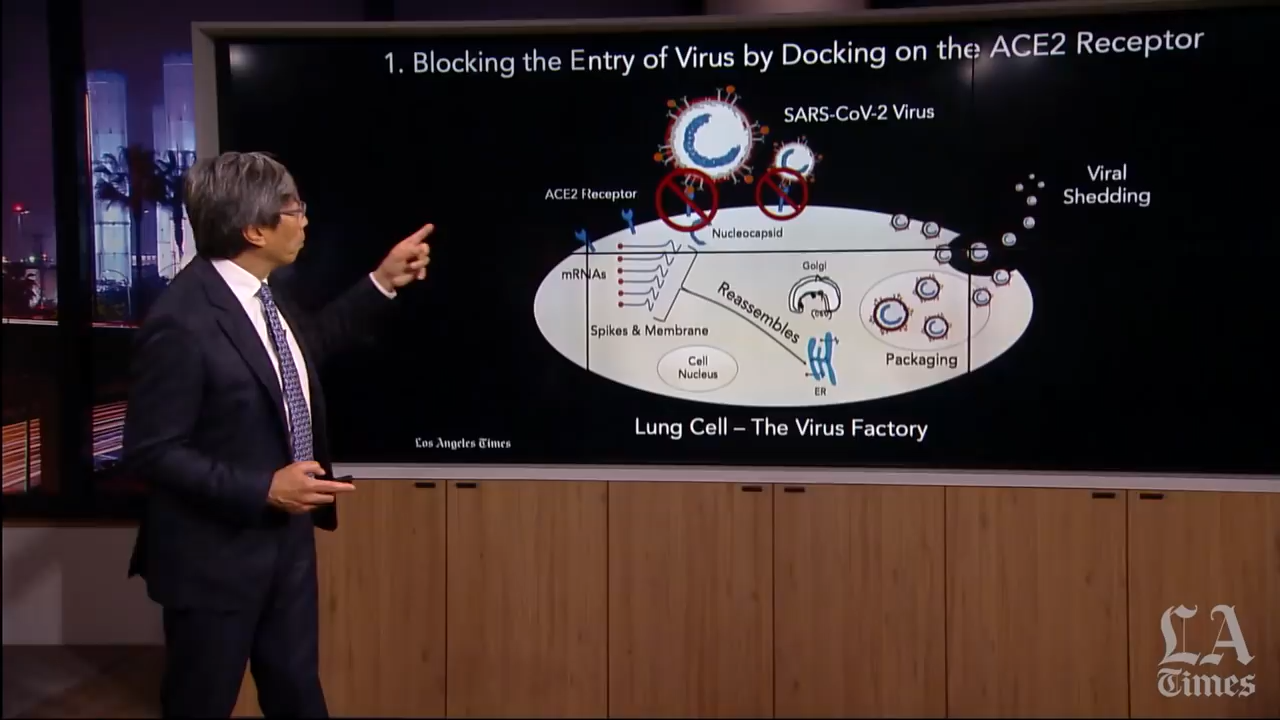 1. Blocking the Entry of Virus by Docking on the ACE2 Receptor
SARS-CoV-2 Virus
ACE2 Receptor
Viral
Shedding
Nucleocapsid
mRNAs
Golgi
Reassembles
Spikes & Membrane
Packaging
Cell
Nucleus
ER
Lung Cell – The Virus Factory
Los Angeles Times
LA
Times